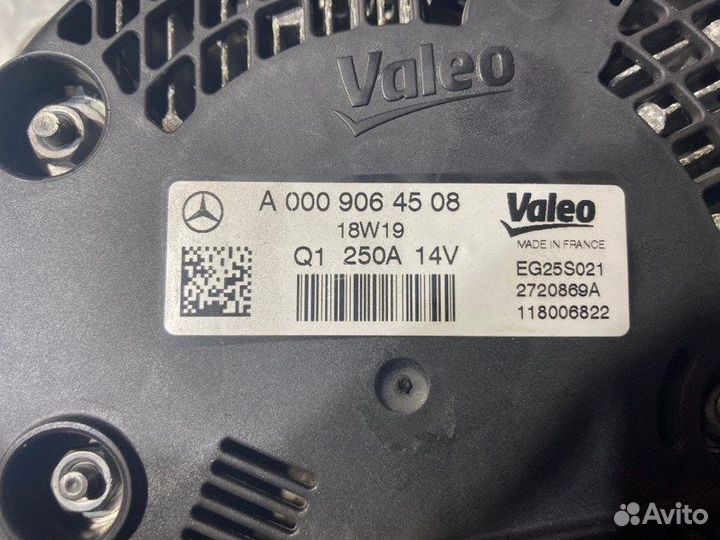 Valeo
A 000 906 45 08
18W19
Q1 250A 14V
Valeo
MADE IN FRANCE
EG25S021
2720869A
118006822
Avito